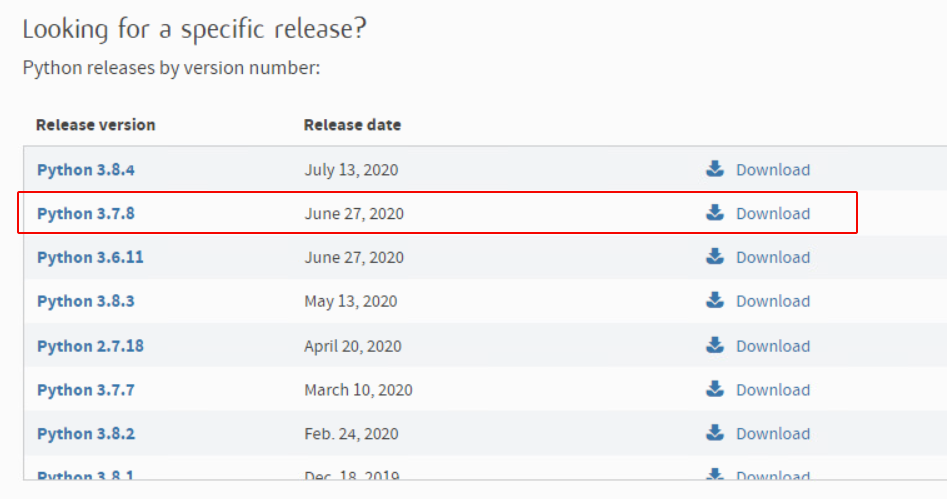 Looking for a specific release?
Python releases by version number:
Release version Release date
Python 3.8.4 July 13, 2020 Download
Python 3.7.8 June 27, 2020 Download
Python 3.6.11 June 27, 2020 Download
Python 3.8.3 May 13, 2020 Download
Python 2.7.18 April 20, 2020 Download
Python 3.7.7 March 10, 2020 Download
Python 3.8.2 Feb. 24, 2020 Download
Python 3.8.1 Dec. 18, 2019 Download